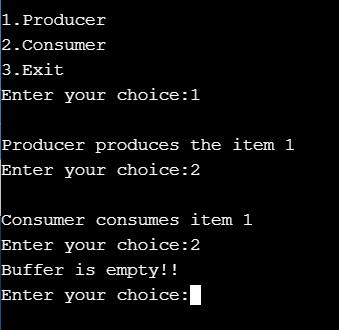 1.Producer
2.Consumer
3.Exit
Enter your choice:1
Producer produces the item 1
Enter your choice:2
Consumer consumes item 1
Enter your choice:2
Buffer is empty!!
Enter your choice: